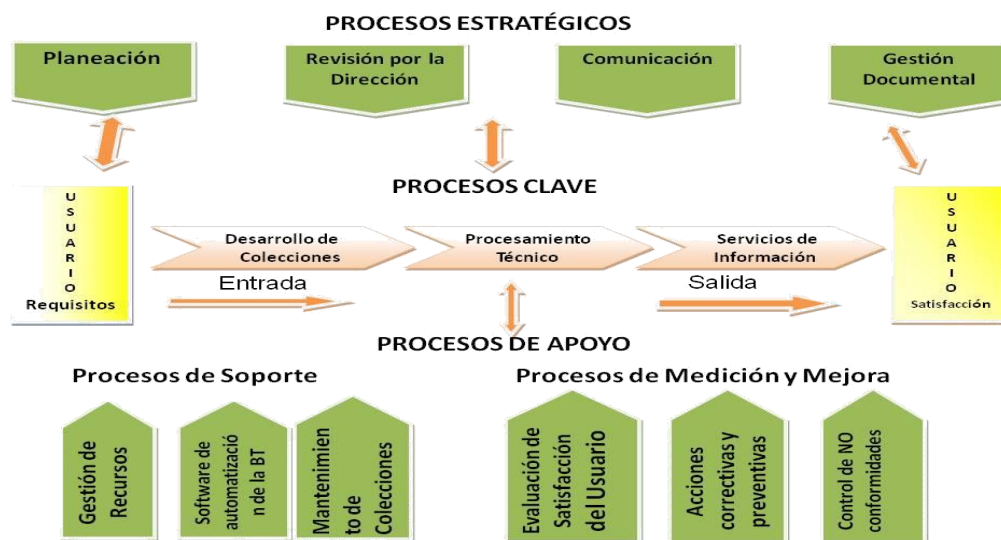 PROCESOS ESTRATÉGICOS
Planeación
Revisión por la
Dirección
Comunicación
Gestión
Documental
PROCESOS CLAVE
USUARIO
Requisitos
Desarrollo de
Colecciones
Procesamiento
Técnico
Servicios de
Información
Entrada
Salida
USUARIO
Satisfacción
PROCESOS DE APOYO
Procesos de Soporte
Procesos de Medición y Mejora
Gestión de
Recursos
Software de
automatizació
n de la BT
Mantenimien
to de
Colecciones
Evaluación de
Satisfacción
del Usuario
Acciones
correctivas y
preventivas
Control de NO
conformidades